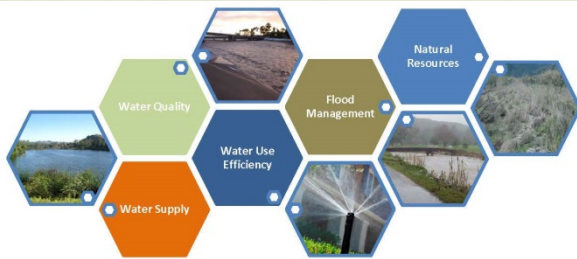 Natural
Resources
Water Quality
Flood
Management
Water Use
Efficiency
Water Supply